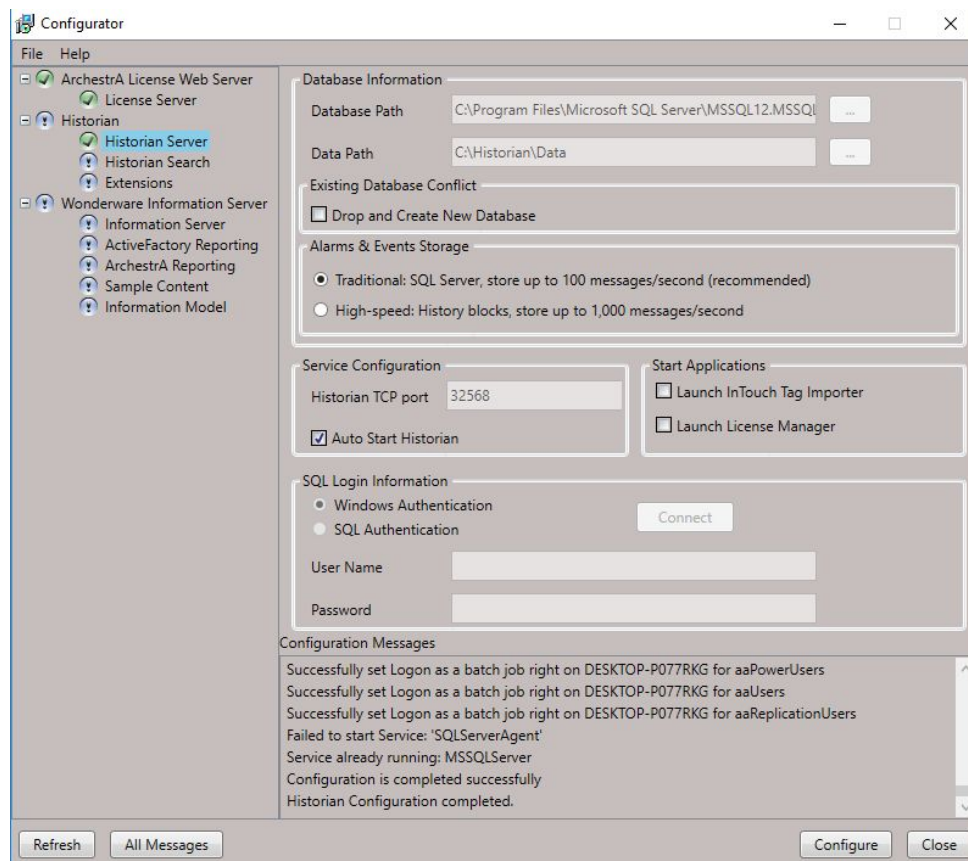 Configurator
File Help
ArchestrA License Web Server
License Server
Historian
Historian Server
Historian Search
Extensions
Wonderware Information Server
Information Server
ActiveFactory Reporting
ArchestrA Reporting
Sample Content
Information Model
Database Information
Database Path C:\Program Files\Microsoft SQL Server\MSSQL12.MSSQL ...
Data Path C:\Historian\Data ...
Existing Database Conflict
Drop and Create New Database
Alarms & Events Storage
Traditional: SQL Server, store up to 100 messages/second (recommended)
High-speed: History blocks, store up to 1,000 messages/second
Service Configuration
Historian TCP port 32568
Auto Start Historian
Start Applications
Launch InTouch Tag Importer
Launch License Manager
SQL Login Information
Windows Authentication
SQL Authentication
Connect
User Name
Password
Configuration Messages
Successfully set Logon as a batch job right on DESKTOP-P077RKG for aaPowerUsers
Successfully set Logon as a batch job right on DESKTOP-P077RKG for aaUsers
Successfully set Logon as a batch job right on DESKTOP-P077RKG for aaReplicationUsers
Failed to start Service: 'SQLServerAgent'
Service already running: MSSQLServer
Configuration is completed successfully
Historian Configuration completed.
Refresh All Messages Configure Close